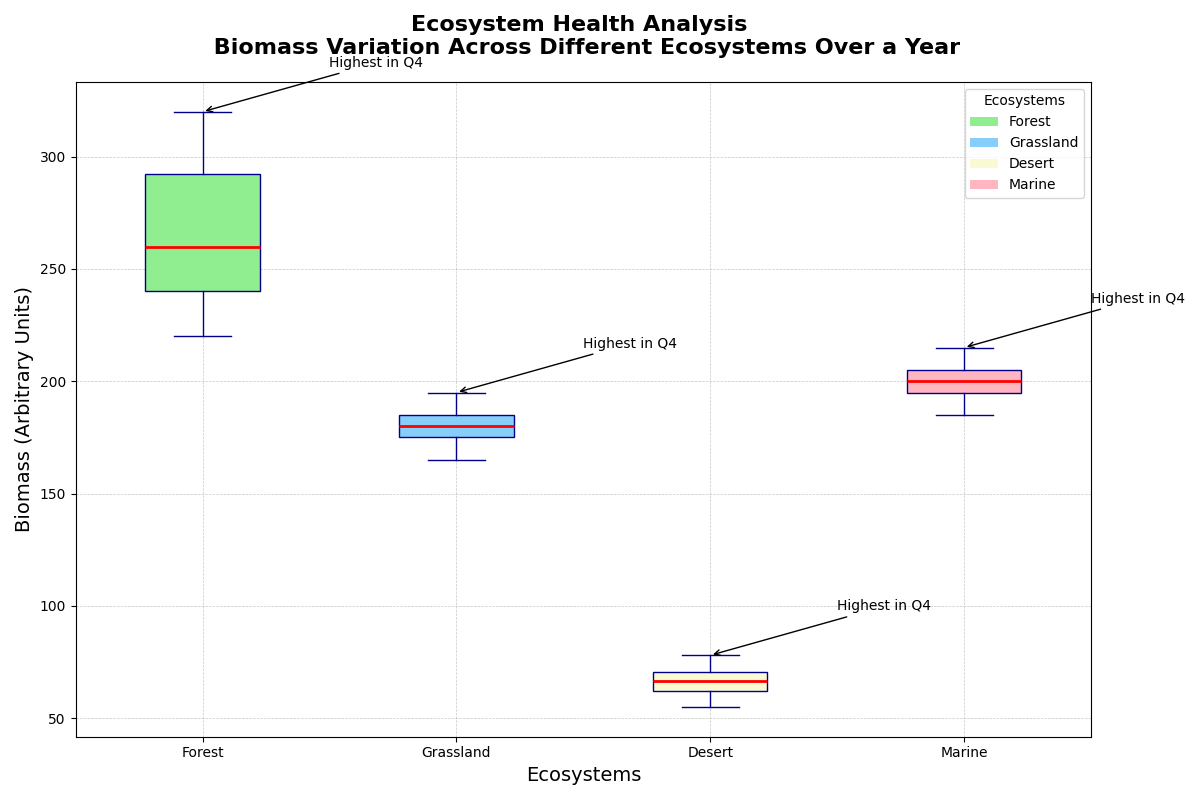 Ecosystem Health Analysis
Biomass Variation Across Different Ecosystems Over a Year
Highest in Q4
Ecosystems
Forest
Grassland
Desert
Marine
300
250
Highest in Q4
Highest in Q4
200
150
100
Highest in Q4
50
Biomass (Arbitrary Units)
Forest
Grassland
Desert
Marine
Ecosystems